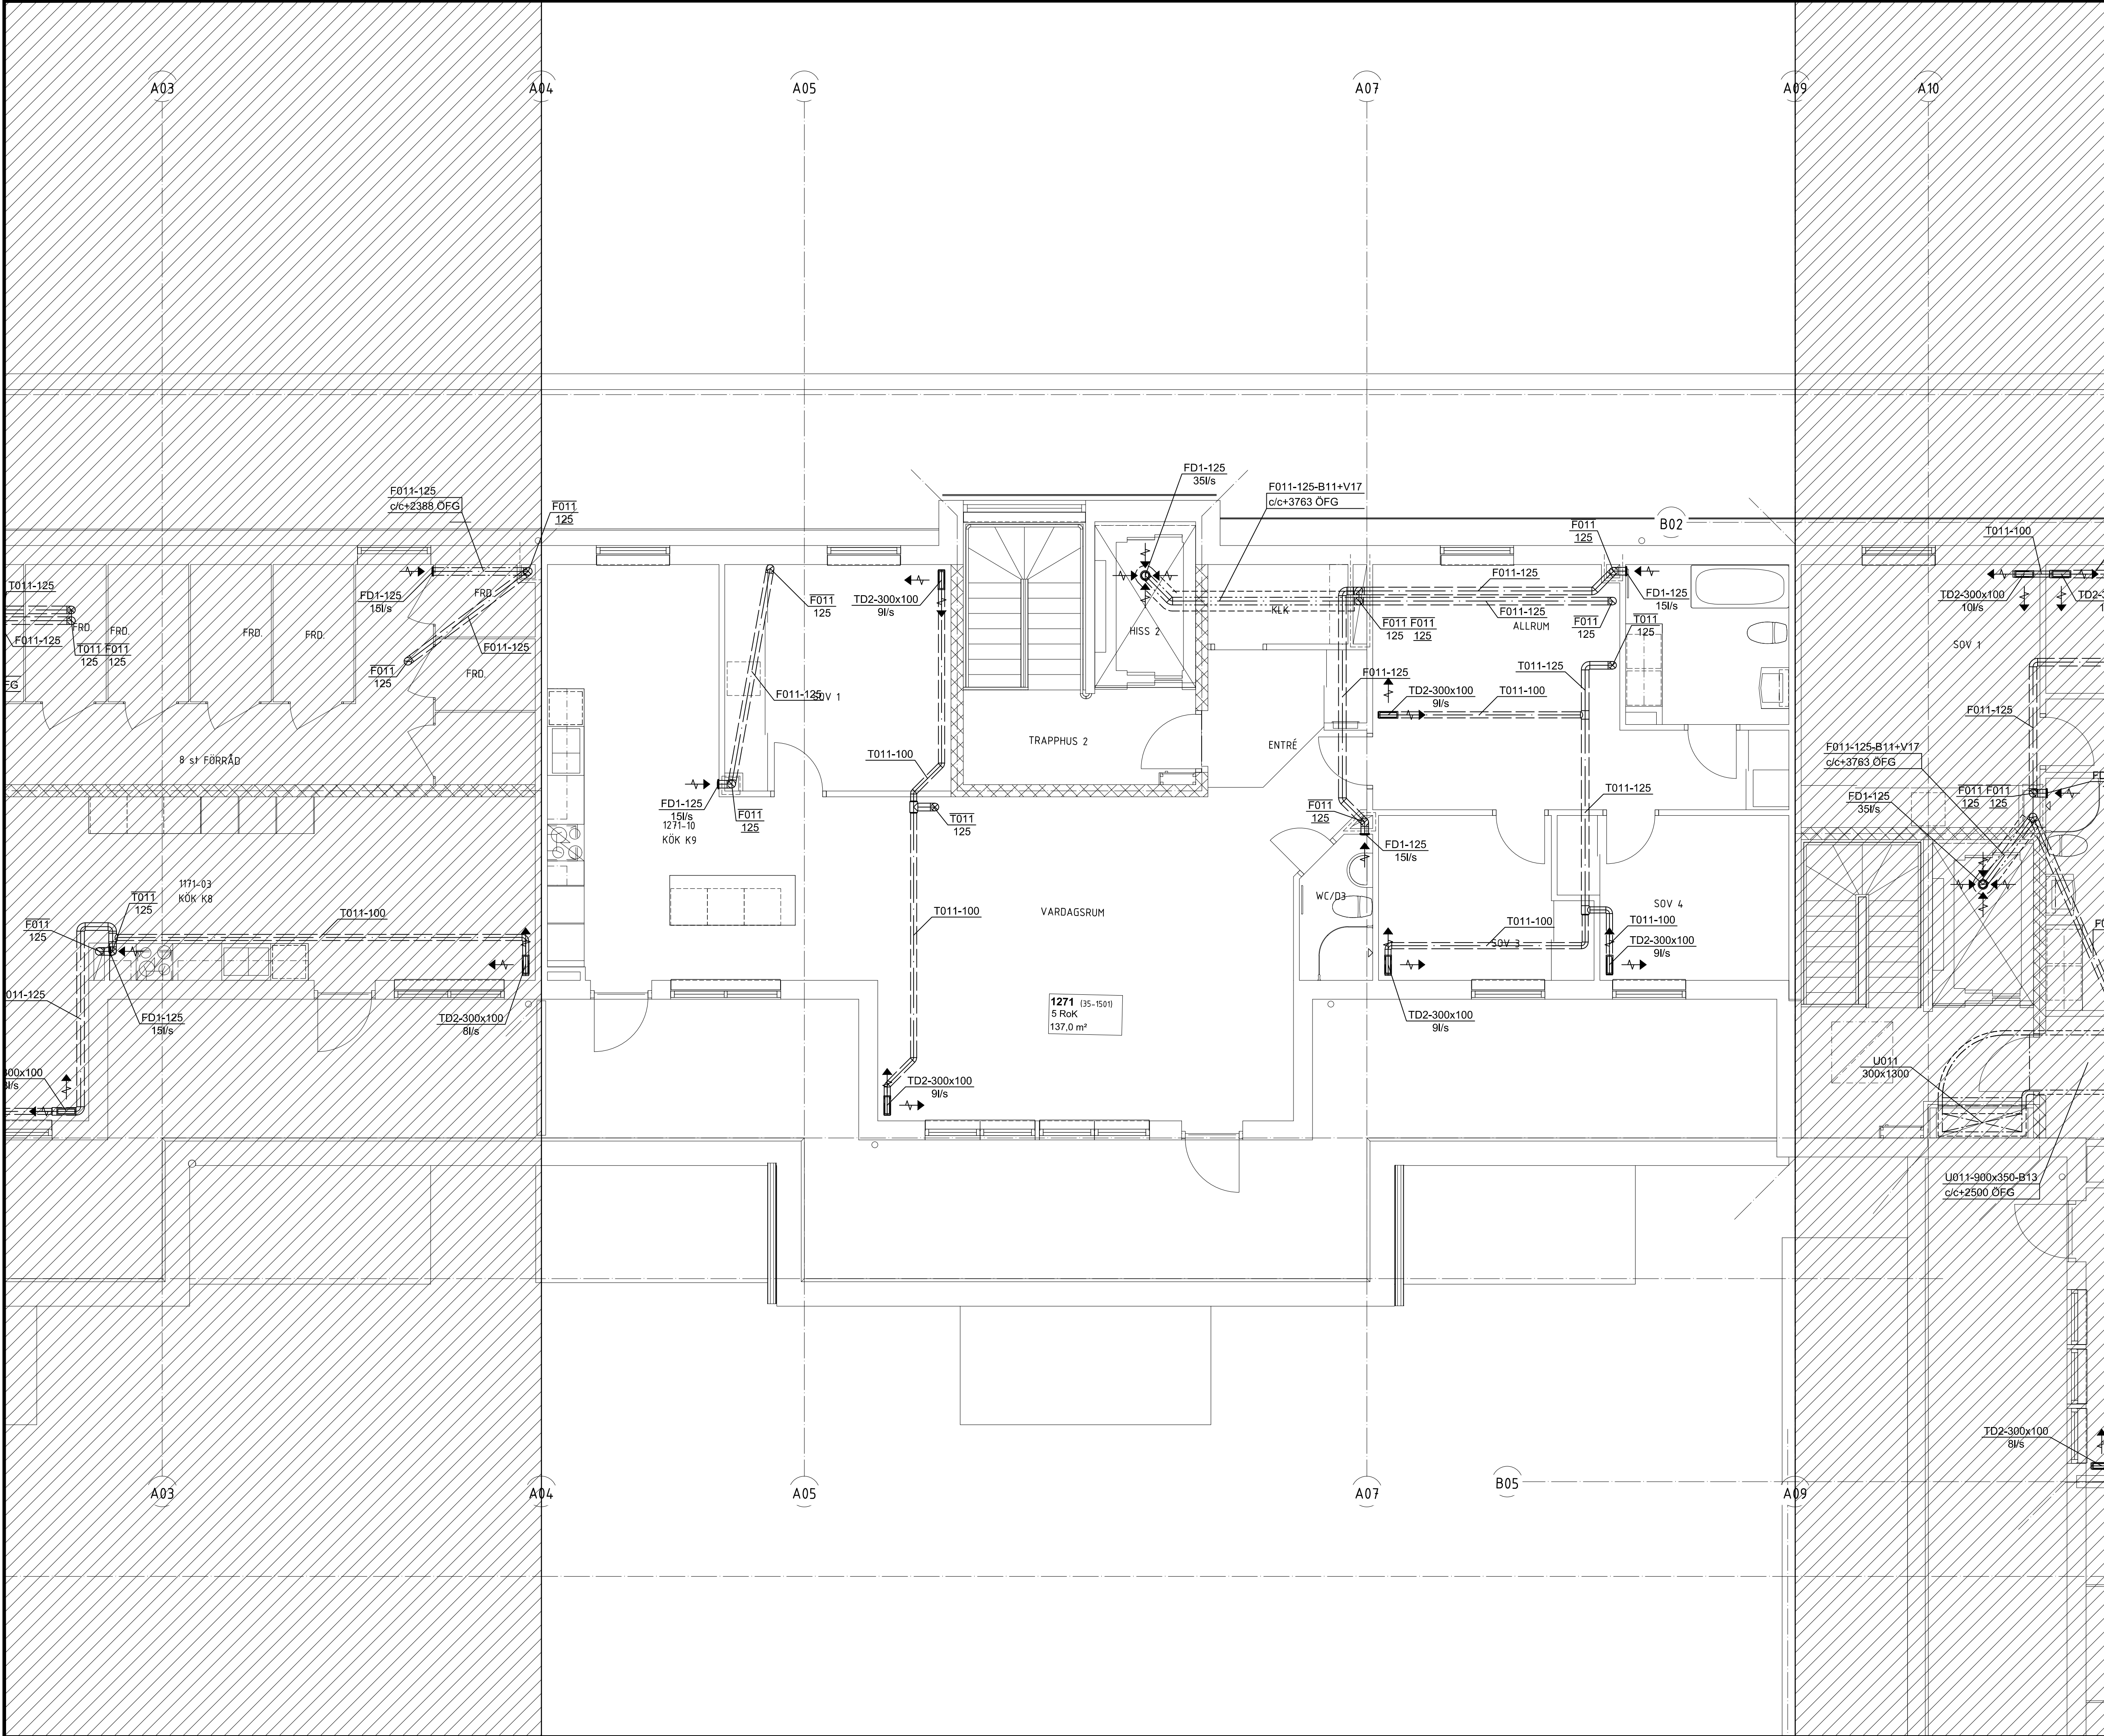 A03
A04
A05
A07
A09
A10
FD1-125
35l/s
F011-125-B11+V17
c/c+3763 ÖFG
F011-125
c/c+2388 ÖFG
F011
125
F011
125
B02
T011-100
T011-125
FD1-125
15l/s
FRD.
FRD.
FRD.
FRD.
FRD.
FRD.
F011-125
T011 F011
125 125
F011-125
F011
125
8 st FÖRRÅD
F011
125
TD2-300x100
9l/s
F011-125
SOV 1
T011-100
HISS 2
KLK
TRAPPHUS 2
ENTRÉ
F011-125
F011-125
ALLRUM
F011 F011
125 125
F011
125
FD1-125
15l/s
T011
125
F011-125
T011-125
TD2-300x100
9l/s
T011-100
TD2-300x100
10l/s
SOV 1
F011-125
F011-125-B11+V17
c/c+3763 ÖFG
FD1-125
35l/s
F011 F011
125 125
FD1-125
15l/s
1271-10
KÖK K9
F011
125
T011
125
F011
125
FD1-125
15l/s
T011-125
1171-03
KÖK K8
T011
125
F011
125
T011-100
T011-100
VARDAGSRUM
WC/D3
SOV 4
T011-100
SOV 3
T011-100
TD2-300x100
9l/s
011-125
FD1-125
15l/s
TD2-300x100
8l/s
1271 (35-1501)
5 RoK
137,0 m²
TD2-300x100
9l/s
TD2-300x100
9l/s
U011
300x1300
U011-900x350-B13
c/c+2500 ÖFG
TD2-300x100
8l/s
A03
A04
A05
A07
B05
A09